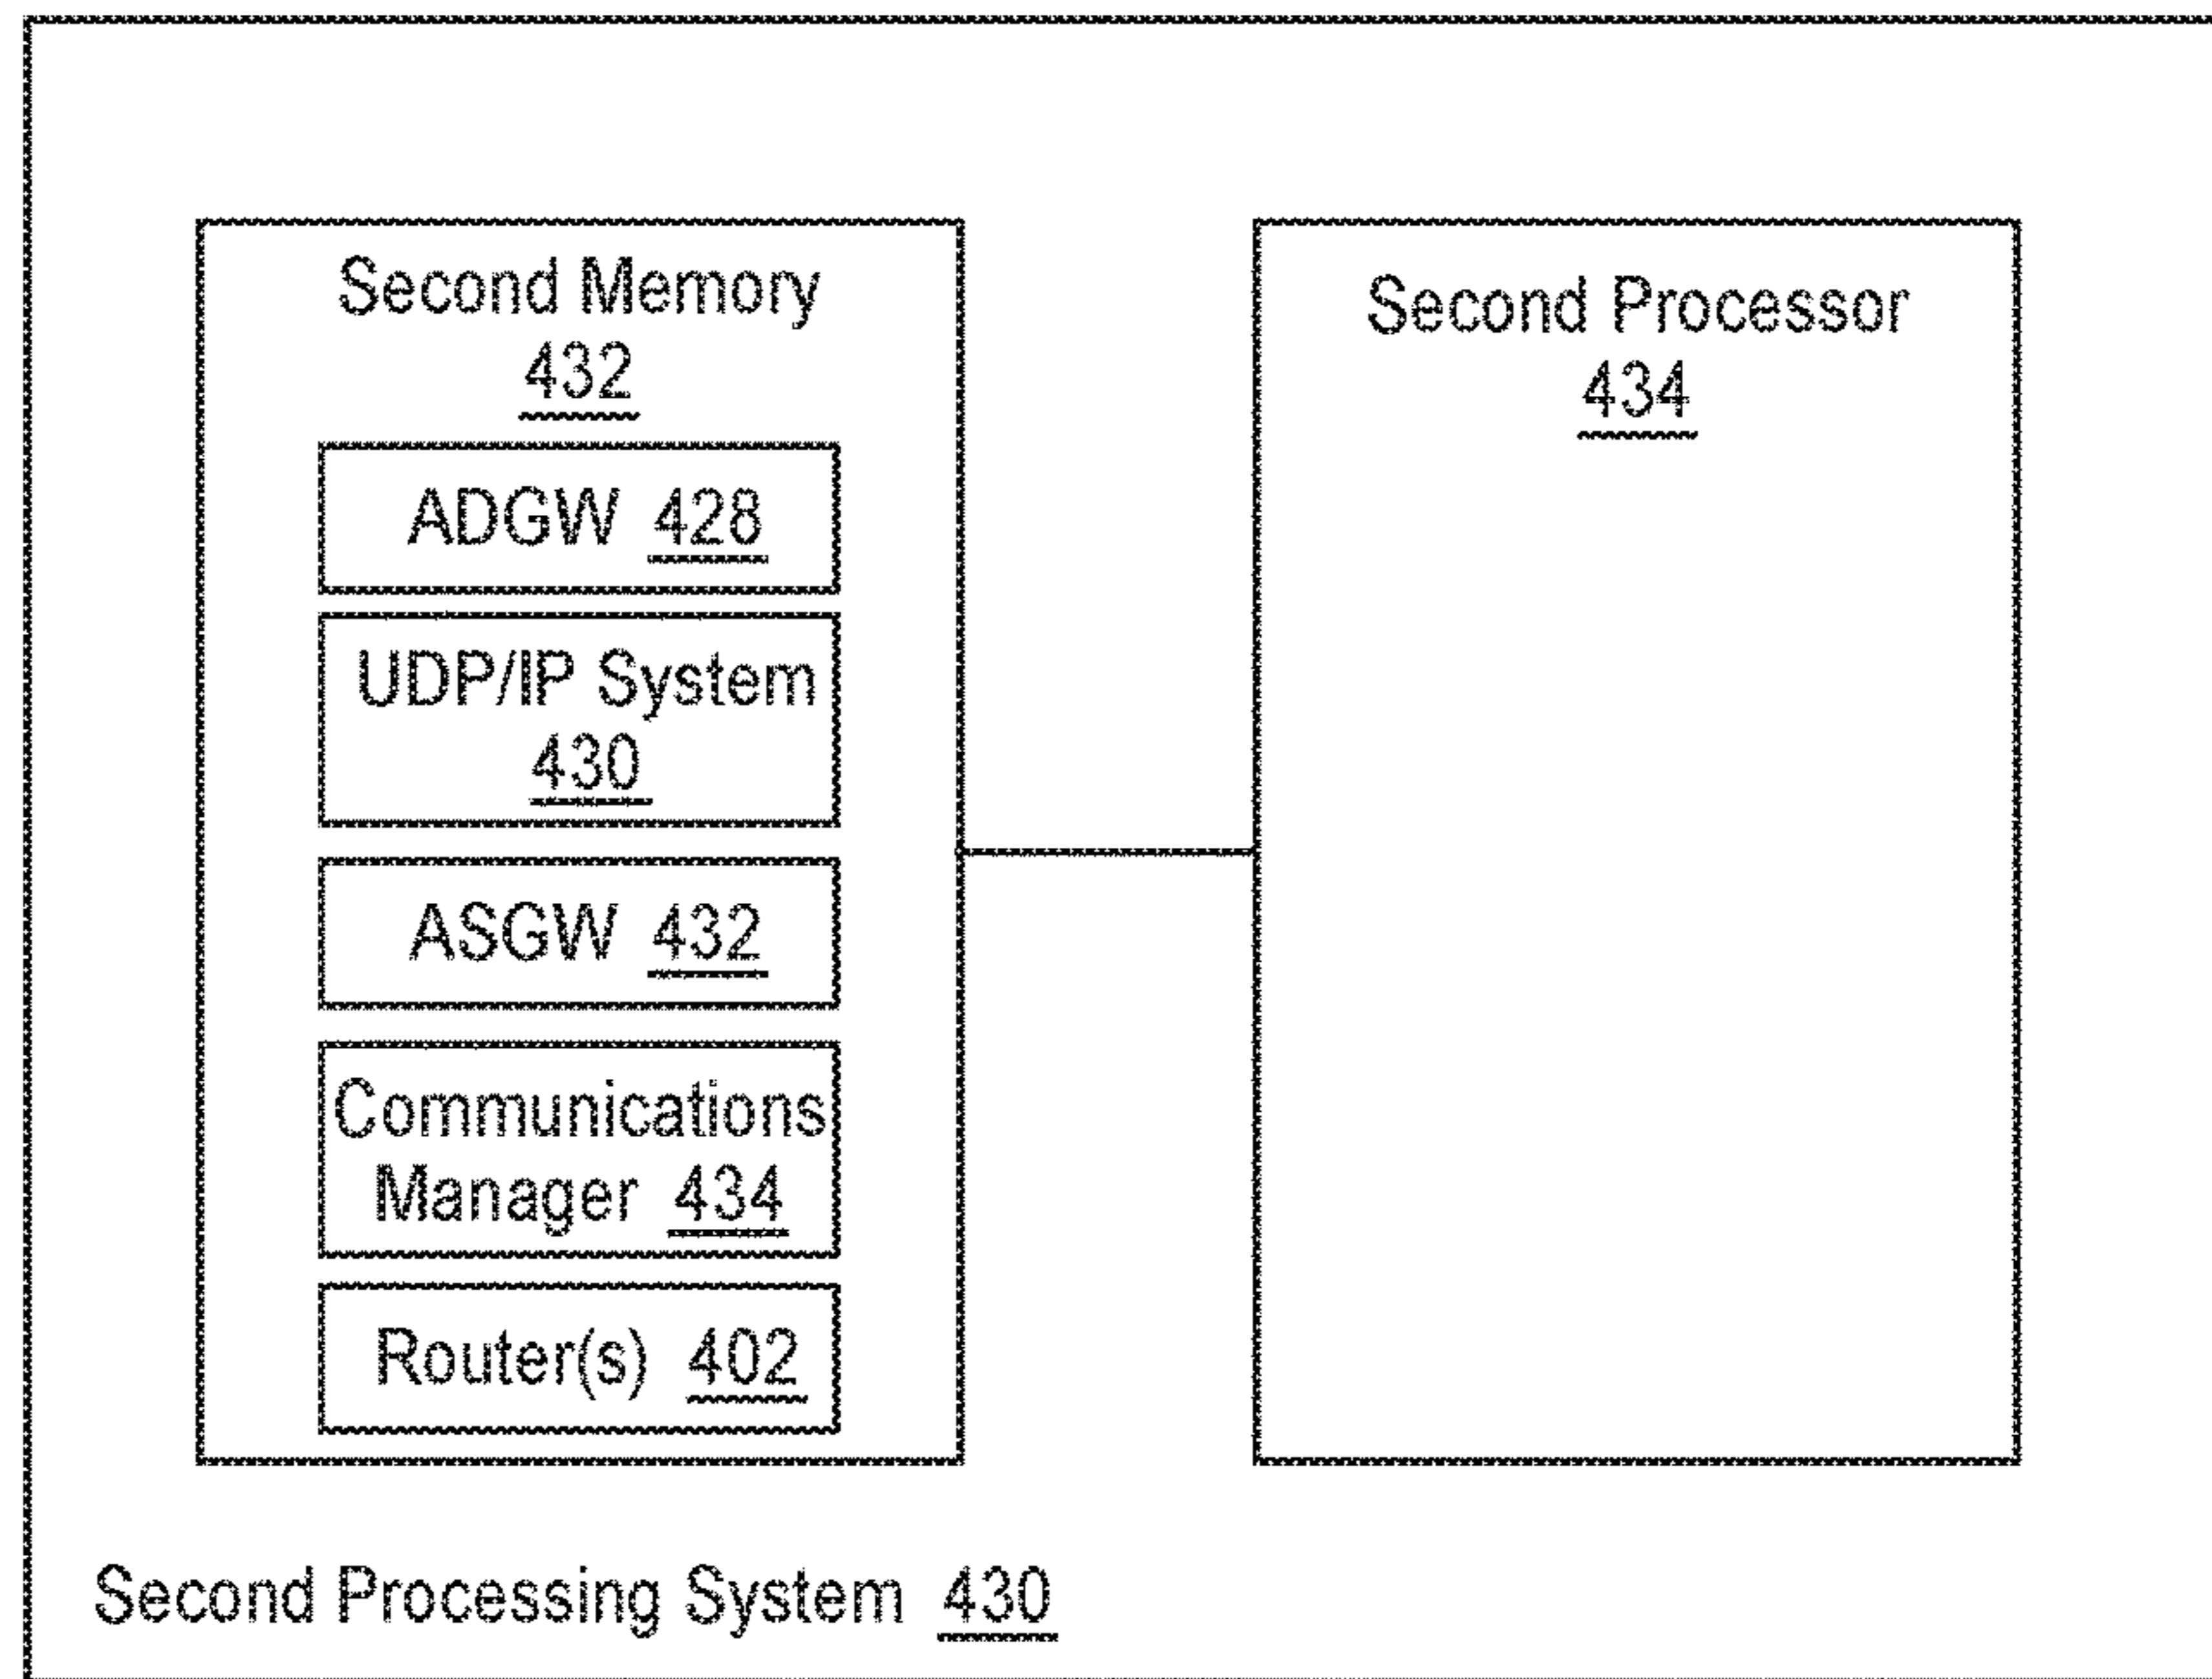 Second Memory
432
ADGW 428
UDP/IP System
430
ASGW 432
Communications
Manager 434
Router(s) 402
Second Processor
434
Second Processing System 430